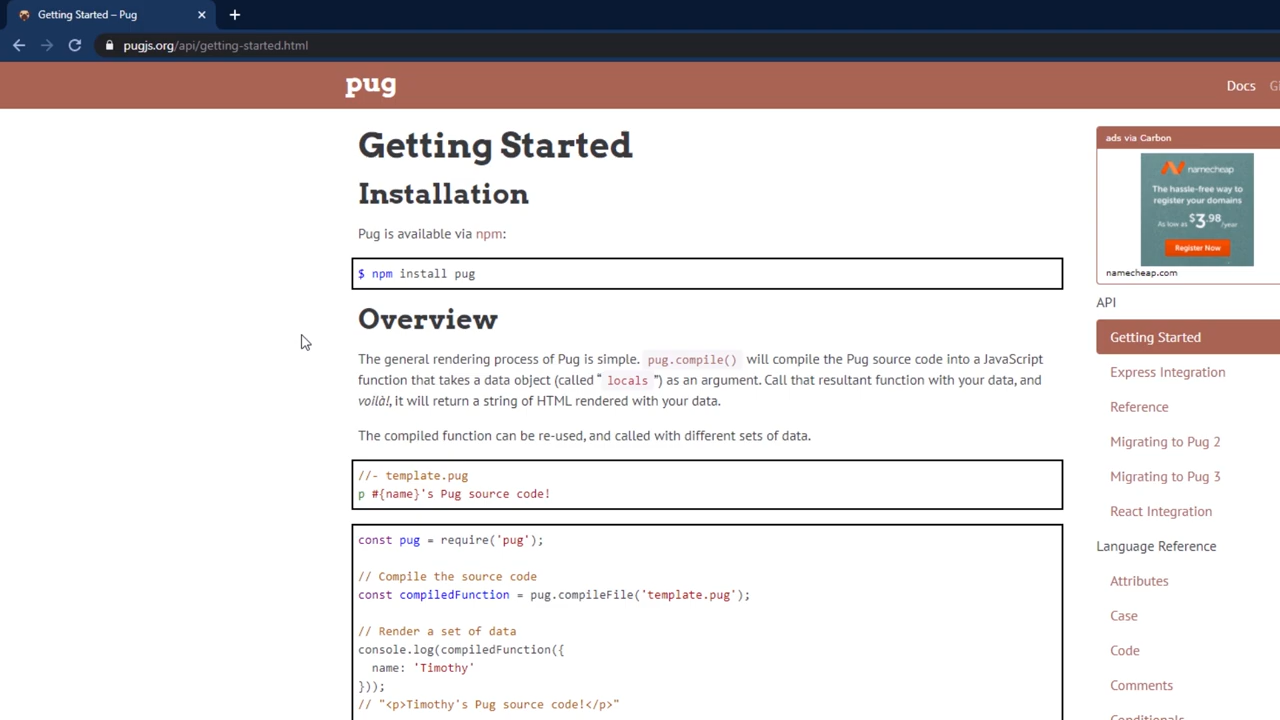 Getting Started – Pug
pugjs.org/api/getting-started.html
pug
Docs
Getting Started
Installation
Pug is available via npm:
$ npm install pug
Overview
The general rendering process of Pug is simple. pug.compile() will compile the Pug source code into a JavaScript
function that takes a data object (called “ locals ”) as an argument. Call that resultant function with your data, and
voilà!, it will return a string of HTML rendered with your data.
The compiled function can be re-used, and called with different sets of data.
//- template.pug
p #{name}'s Pug source code!
const pug = require('pug');
// Compile the source code
const compiledFunction = pug.compileFile('template.pug');
// Render a set of data
console.log(compiledFunction({
name: 'Timothy'
}));
// "<p>Timothy's Pug source code!</p>"
ads via Carbon
namecheap
The hassle-free way to
register your domains
As low as $3.98/year
Register Now
namecheap.com
API
Getting Started
Express Integration
Reference
Migrating to Pug 2
Migrating to Pug 3
React Integration
Language Reference
Attributes
Case
Code
Comments
Conditionals